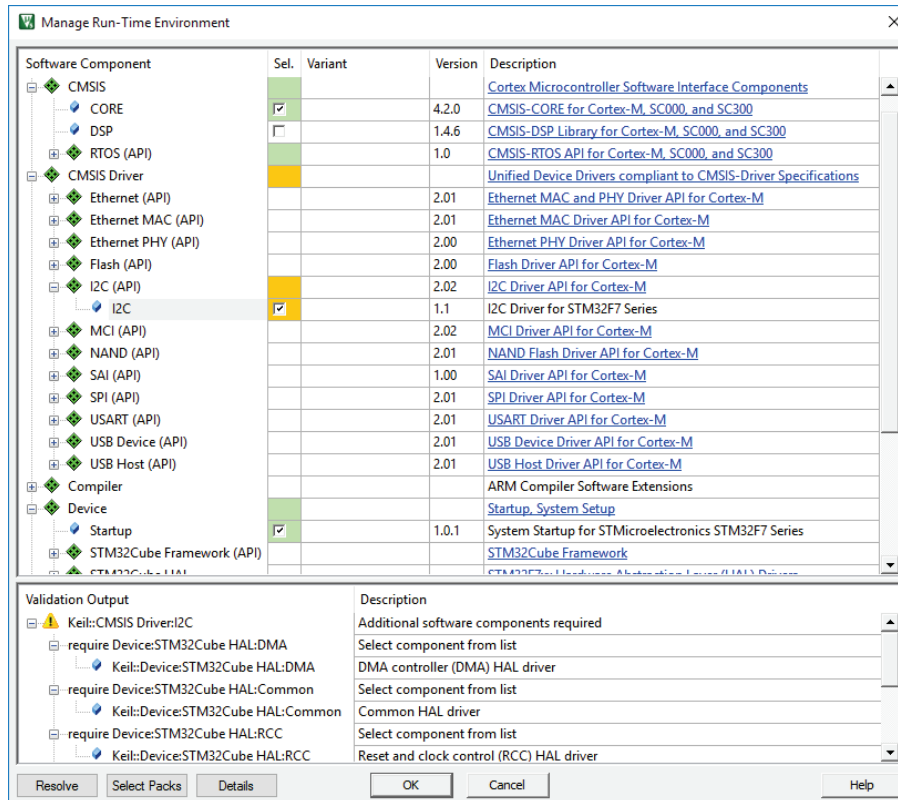 Manage Run-Time Environment
Software Component Sel. Variant Version Description
CMSIS Cortex Microcontroller Software Interface Components
CORE 4.2.0 CMSIS-CORE for Cortex-M, SC000, and SC300
DSP 1.4.6 CMSIS-DSP Library for Cortex-M, SC000, and SC300
RTOS (API) 1.0 CMSIS-RTOS API for Cortex-M, SC000, and SC300
CMSIS Driver Unified Device Drivers compliant to CMSIS-Driver Specifications
Ethernet (API) 2.01 Ethernet MAC and PHY Driver API for Cortex-M
Ethernet MAC (API) 2.01 Ethernet MAC Driver API for Cortex-M
Ethernet PHY (API) 2.00 Ethernet PHY Driver API for Cortex-M
Flash (API) 2.00 Flash Driver API for Cortex-M
I2C (API) 2.02 I2C Driver API for Cortex-M
I2C 1.1 I2C Driver for STM32F7 Series
MCI (API) 2.02 MCI Driver API for Cortex-M
NAND (API) 2.01 NAND Flash Driver API for Cortex-M
SAI (API) 1.00 SAI Driver API for Cortex-M
SPI (API) 2.01 SPI Driver API for Cortex-M
USART (API) 2.01 USART Driver API for Cortex-M
USB Device (API) 2.01 USB Device Driver API for Cortex-M
USB Host (API) 2.01 USB Host Driver API for Cortex-M
Compiler ARM Compiler Software Extensions
Device Startup, System Setup
Startup 1.0.1 System Startup for STMicroelectronics STM32F7 Series
STM32Cube Framework (API) STM32Cube Framework
STM32Cube HAL STM32F7xx Hardware Abstraction Layer (HAL) Drivers
Validation Output Description
Keil::CMSIS Driver:I2C Additional software components required
require Device:STM32Cube HAL:DMA Select component from list
Keil::Device:STM32Cube HAL:DMA DMA controller (DMA) HAL driver
require Device:STM32Cube HAL:Common Select component from list
Keil::Device:STM32Cube HAL:Common Common HAL driver
require Device:STM32Cube HAL:RCC Select component from list
Keil::Device:STM32Cube HAL:RCC Reset and clock control (RCC) HAL driver
Resolve Select Packs Details OK Cancel Help